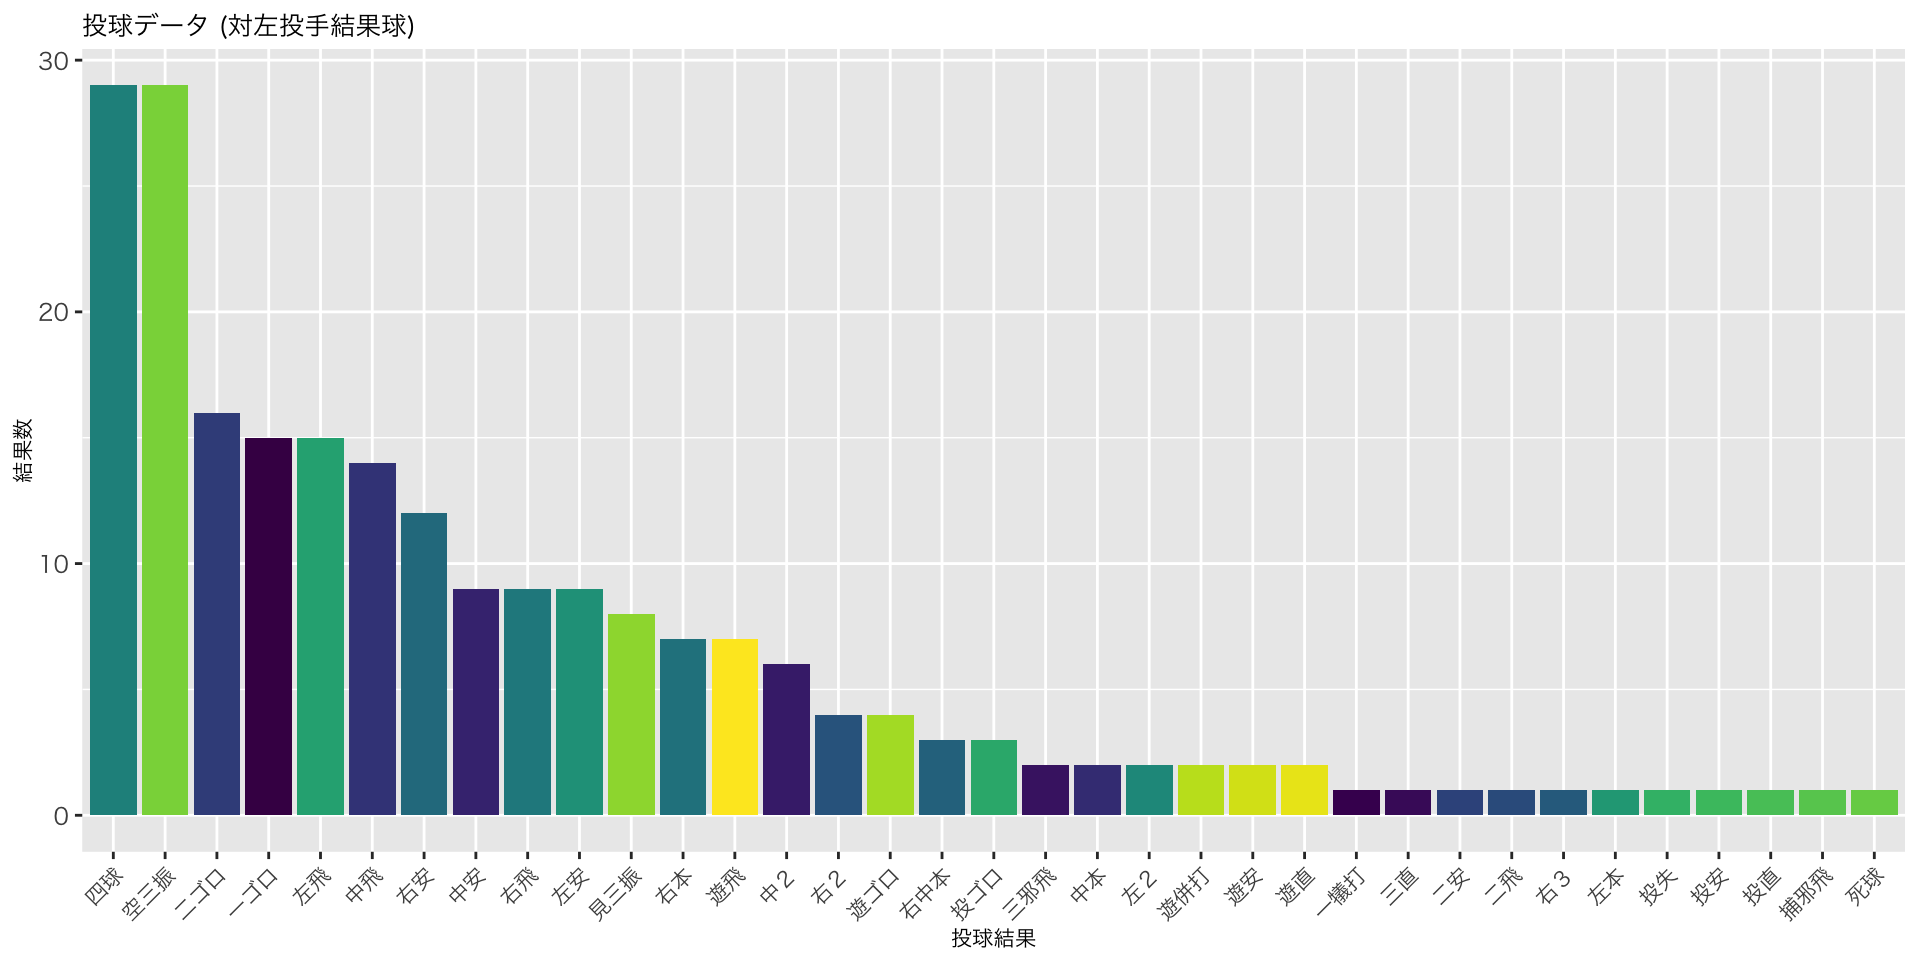 投球データ (対左投手結果球)
30
20
10
0
結果数
四球
空三振
二ゴロ
一ゴロ
左飛
中飛
右安
中安
右飛
左安
見三振
右本
遊飛
中２
右２
遊ゴロ
右中本
投ゴロ
三邪飛
中本
左２
遊併打
遊安
遊直
一犠打
三直
二安
二飛
右３
左本
投失
投安
投直
捕邪飛
死球
投球結果